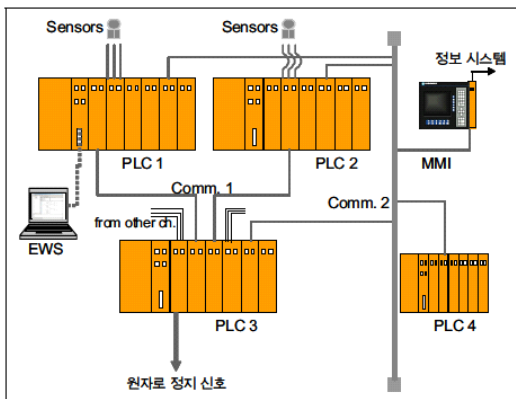 Sensors
Sensors
정보 시스템
PLC 1
PLC 2
MMI
Comm. 1
Comm. 2
from other ch.
EWS
PLC 3
PLC 4
원자로 정지 신호